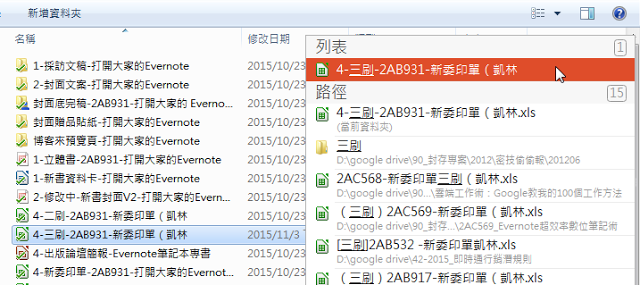 新增資料夾
名稱
修改日期
1-採訪文稿-打開大家的Evernote
2015/10/23
2-封面文案-打開大家的Evernote
2015/10/23
封面底完稿-2AB931-打開大家的 Everno...
2015/10/23
封面贈品貼紙-打開大家的Evernote
2015/10/23
博客來預覽頁-打開大家的Evernote
2015/10/23
1-立體書-2AB931-打開大家的Evernote
2015/10/23
1-新書資料卡-打開大家的Evernote
2015/10/23
2-修改中-新書封面V2-打開大家的Evern...
2015/10/23
4-二刷-2AB931-新委印單（凱林
2015/10/23
4-三刷-2AB931-新委印單（凱林
2015/11/3
4-出版論壇簡報-Evernote筆記本專書
2015/10/23
4-新委印單-2AB931-打開大家的Evernot...
2015/10/23
列表
1
4-三刷-2AB931-新委印單（凱林
路徑
15
4-三刷-2AB931-新委印單（凱林.xls
(當前資料夾)
三刷
D:\google drive\90_封存專案\2012\密技偷偷報\201206
2AC568-新委印單三刷（凱林.xls
D:\google drive\90...\雲端工作術：Google教我的100個工作方法
（三刷）2AC569-新委印單（凱林.xls
D:\google drive\90_封存...\2AC569_Evernote超效率數位筆記術
[三刷]2AB532 -新委印單凱林.xls
D:\google drive\42-2015_即時通行銷潛規則
（三刷）2AB917-新委印單（凱林.xls